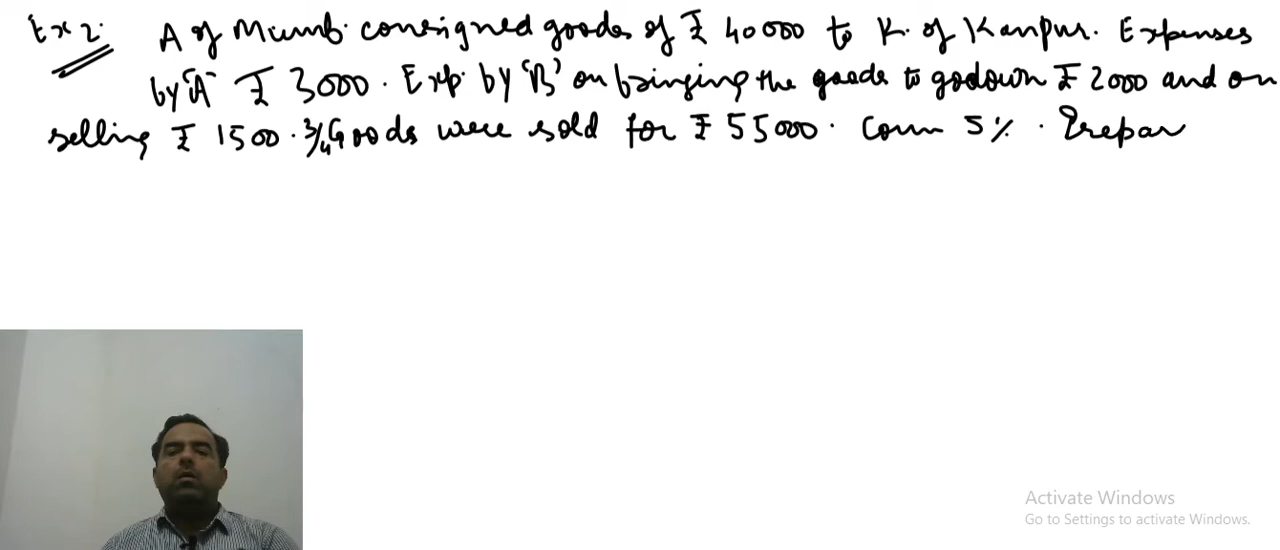 Ex 2. A of Mumb. consigned goods of ₹ 40000 to K. of Kanpur. Expenses
by "A" ₹ 3000. Exp. by 'B' on bringing the goods to godown ₹ 2000 and on
selling ₹ 1500. 3/4 Goods were sold for ₹ 55000. Comm 5 %. Prepar
Activate Windows
Go to Settings to activate Windows.